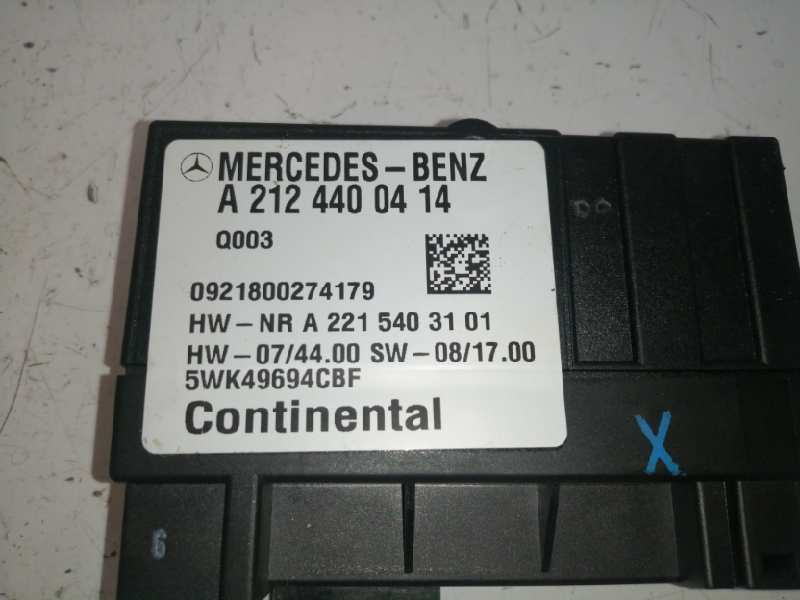 MERCEDES-BENZ
A 212 440 04 14
Q003
0921800274179
HW-NR A 221 540 31 01
HW-07/44.00 SW-08/17.00
5WK49694CBF
Continental
X
6